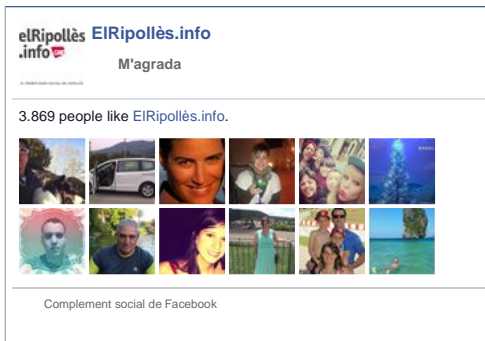 elRipollès
.info
ElRipollès.info
M'agrada
3.869 people like ElRipollès.info.
Complement social de Facebook